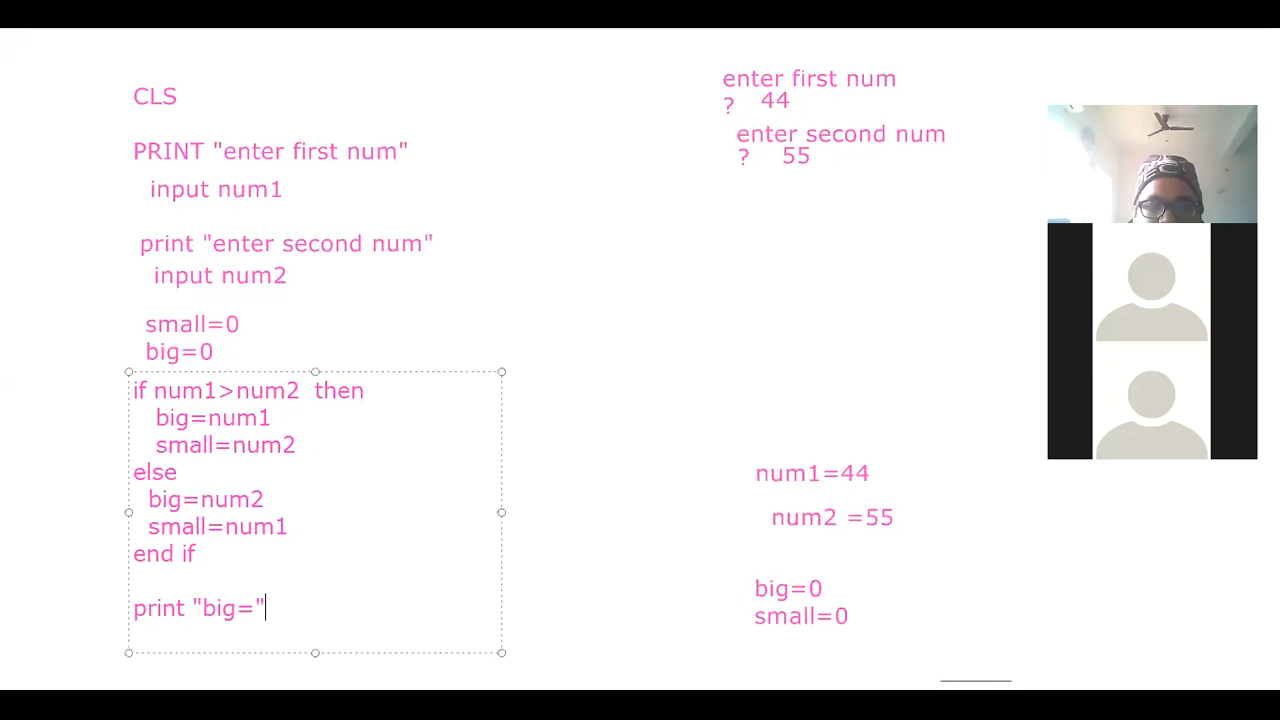 CLS
PRINT "enter first num"
input num1
print "enter second num"
input num2
small=0
big=0
if num1>num2 then
big=num1
small=num2
else
big=num2
small=num1
end if
print "big="
enter first num
? 44
enter second num
? 55
num1=44
num2 =55
big=0
small=0